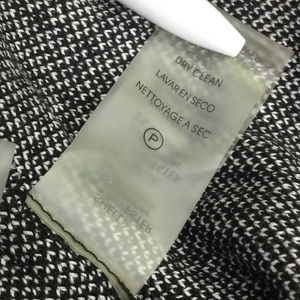 DRY CLEAN
LAVAR EN SECO
NETTOYAGE A SEC
P